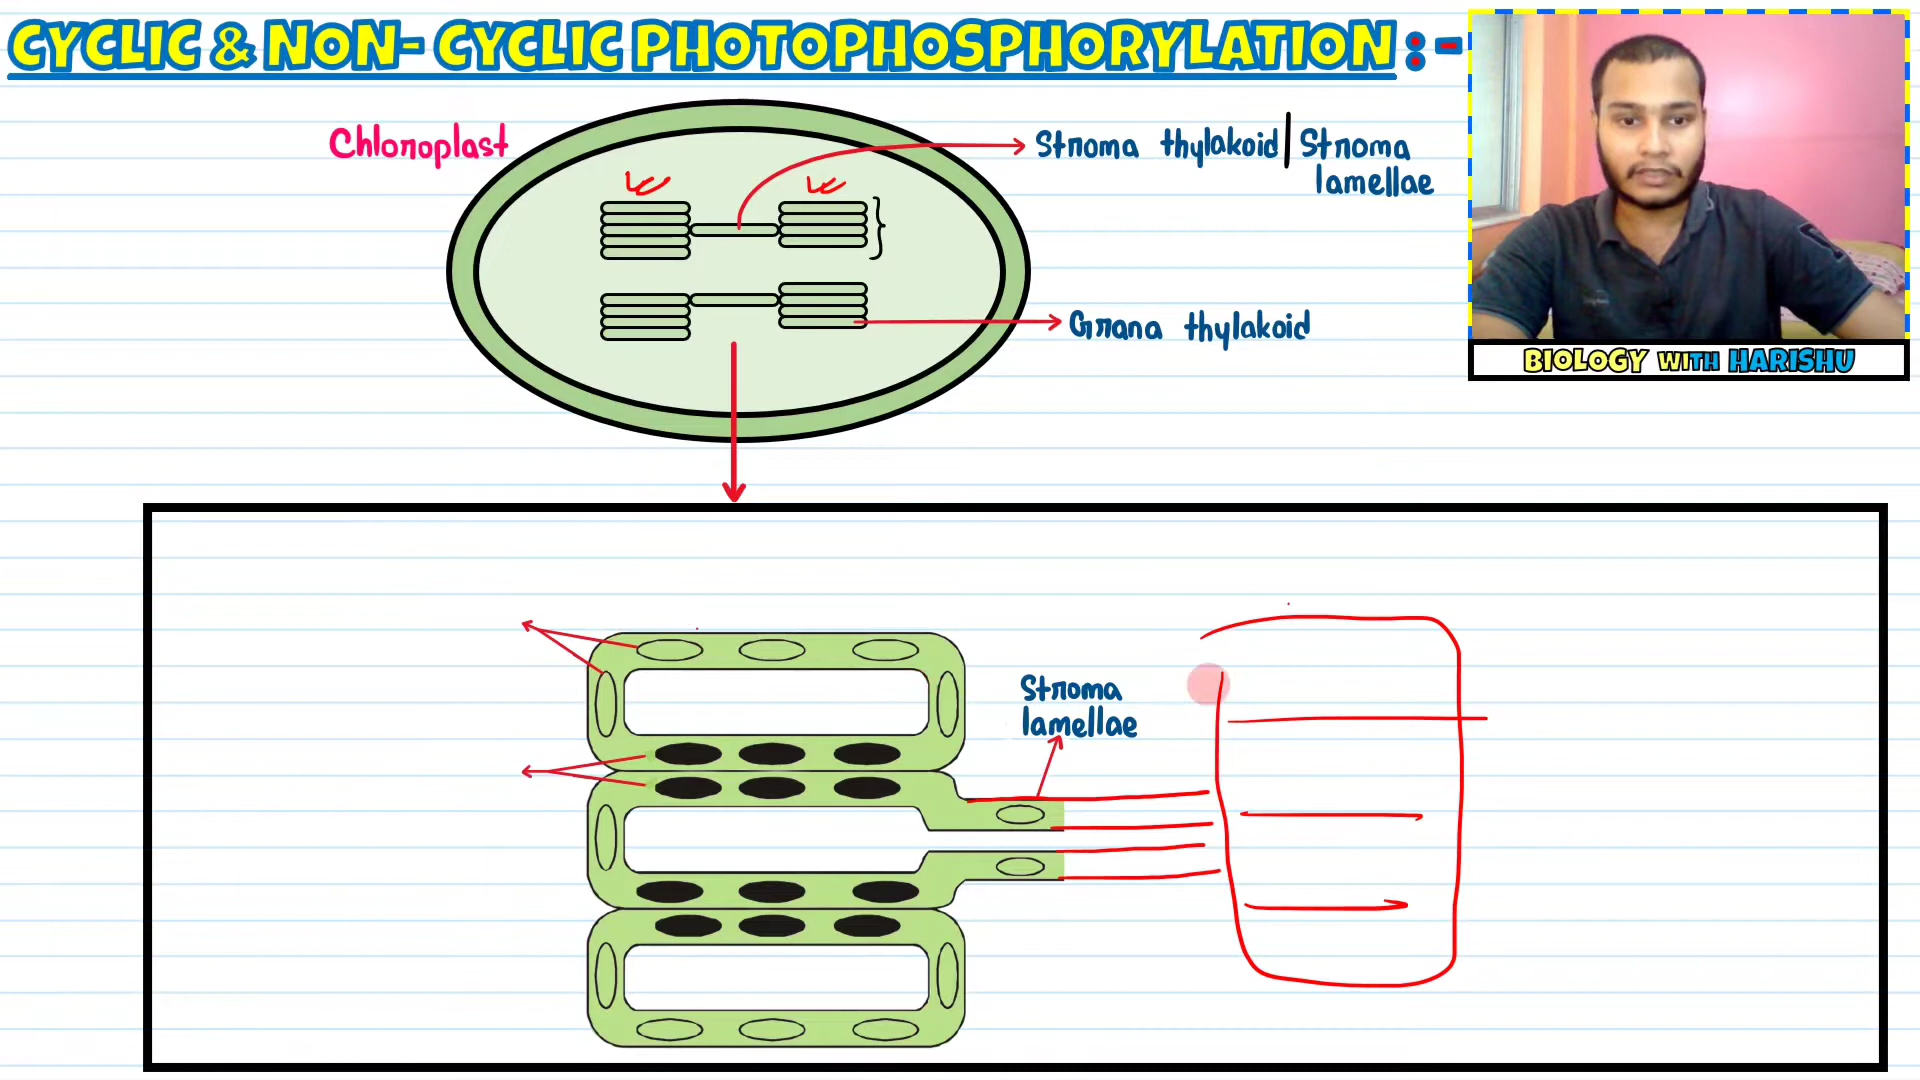 CYCLIC & NON- CYCLIC PHOTOPHOSPHORYLATION :-
Chloroplast
Stroma thylakoid | Stroma
lamellae
Grana thylakoid
BIOLOGY WITH HARISHU
Stroma
lamellae